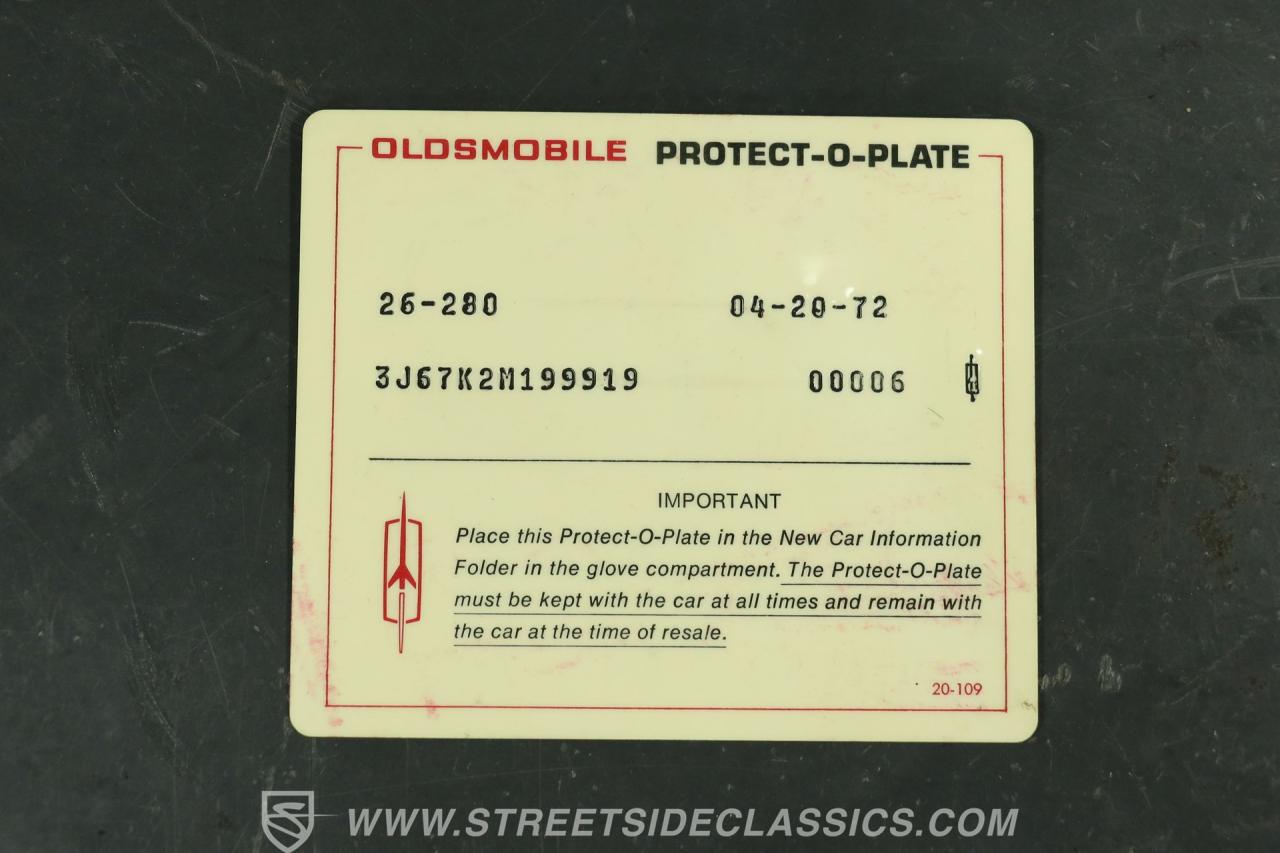 OLDSMOBILE PROTECT-O-PLATE
26-280 04-20-72
3J67K2M199919 00006
IMPORTANT
Place this Protect-O-Plate in the New Car Information
Folder in the glove compartment. The Protect-O-Plate
must be kept with the car at all times and remain with
the car at the time of resale.
20-109
WWW.STREETSIDECLASSICS.COM